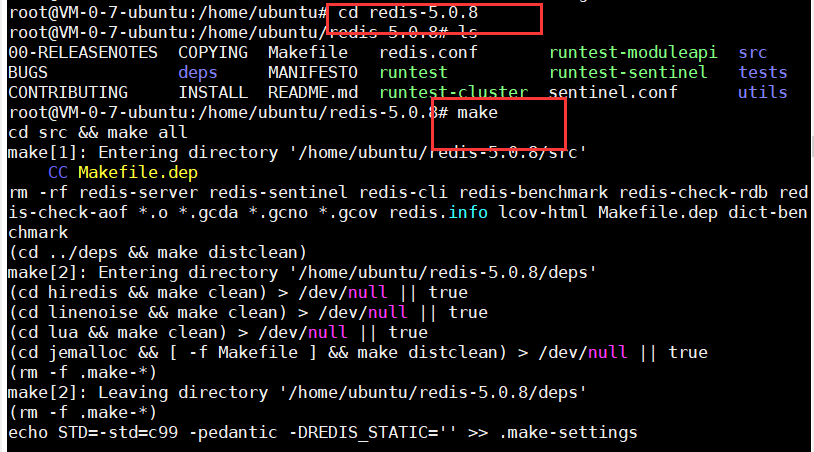 root@VM-0-7-ubuntu:/home/ubuntu# cd redis-5.0.8
root@VM-0-7-ubuntu:/home/ubuntu/redis-5.0.8# ls
00-RELEASENOTES  COPYING  Makefile   redis.conf       runtest-moduleapi  src
BUGS             deps     MANIFESTO  runtest          runtest-sentinel   tests
CONTRIBUTING     INSTALL  README.md  runtest-cluster  sentinel.conf      utils
root@VM-0-7-ubuntu:/home/ubuntu/redis-5.0.8# make
cd src && make all
make[1]: Entering directory '/home/ubuntu/redis-5.0.8/src'
    CC Makefile.dep
rm -rf redis-server redis-sentinel redis-cli redis-benchmark redis-check-rdb red
is-check-aof *.o *.gcda *.gcno *.gcov redis.info lcov-html Makefile.dep dict-ben
chmark
(cd ../deps && make distclean)
make[2]: Entering directory '/home/ubuntu/redis-5.0.8/deps'
(cd hiredis && make clean) > /dev/null || true
(cd linenoise && make clean) > /dev/null || true
(cd lua && make clean) > /dev/null || true
(cd jemalloc && [ -f Makefile ] && make distclean) > /dev/null || true
(rm -f .make-*)
make[2]: Leaving directory '/home/ubuntu/redis-5.0.8/deps'
(rm -f .make-*)
echo STD=-std=c99 -pedantic -DREDIS_STATIC='' >> .make-settings